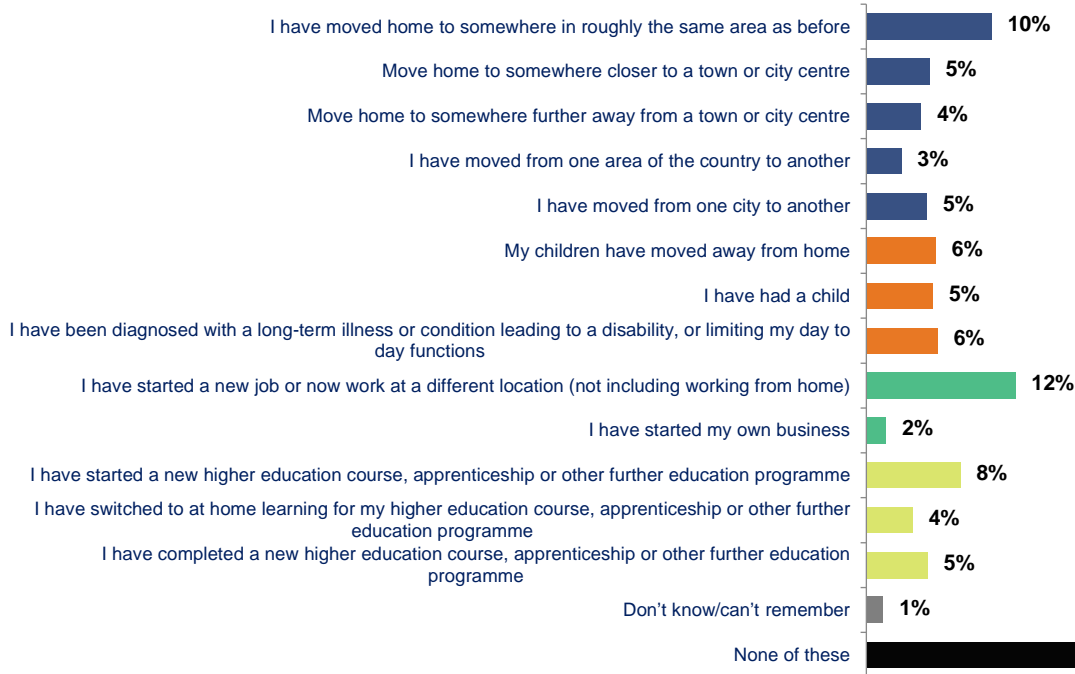 I have moved home to somewhere in roughly the same area as before 10%
Move home to somewhere closer to a town or city centre 5%
Move home to somewhere further away from a town or city centre 4%
I have moved from one area of the country to another 3%
I have moved from one city to another 5%
My children have moved away from home 6%
I have had a child 5%
I have been diagnosed with a long-term illness or condition leading to a disability, or limiting my day to
day functions 6%
I have started a new job or now work at a different location (not including working from home) 12%
I have started my own business 2%
I have started a new higher education course, apprenticeship or other further education programme 8%
I have switched to at home learning for my higher education course, apprenticeship or other further
education programme 4%
I have completed a new higher education course, apprenticeship or other further education
programme 5%
Don’t know/can’t remember 1%
None of these